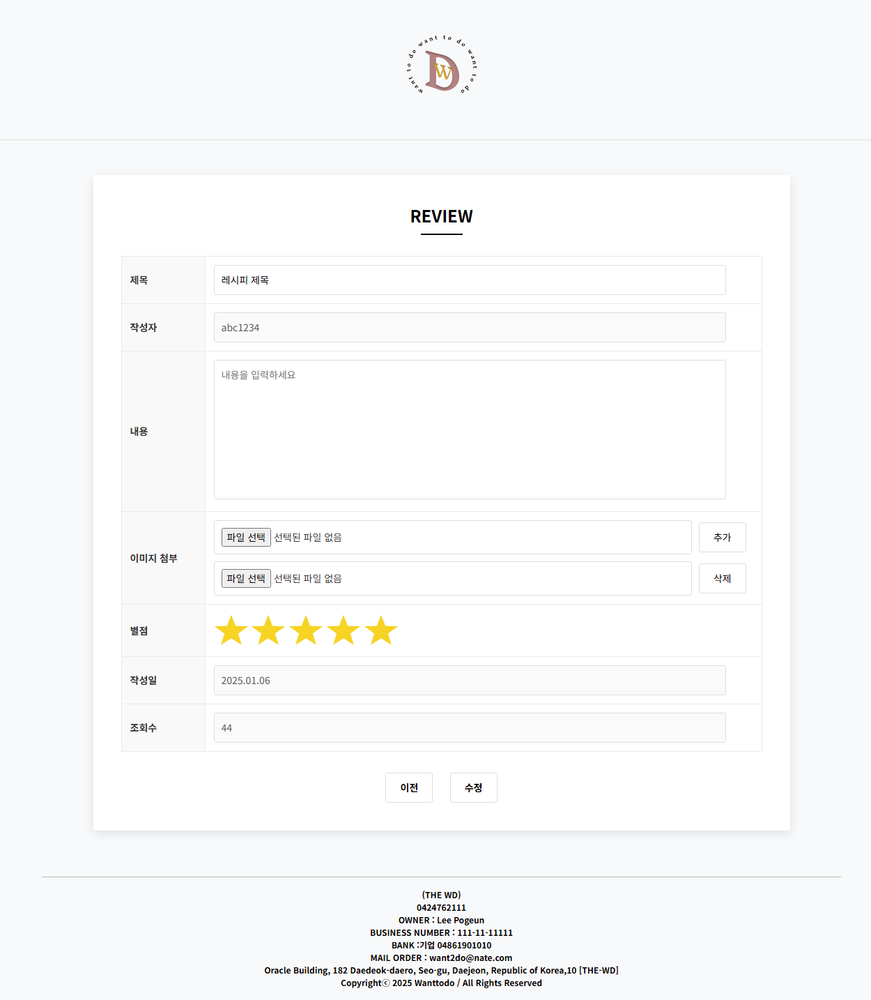 want to do want to do want to do
D
W
REVIEW
제목
레시피 제목
작성자
abc1234
내용
내용을 입력하세요
이미지 첨부
파일 선택 선택된 파일 없음
추가
파일 선택 선택된 파일 없음
삭제
별점
작성일
2025.01.06
조회수
44
이전 수정
(THE WD)
0424762111
OWNER : Lee Pogeun
BUSINESS NUMBER : 111-11-11111
BANK :기업 04861901010
MAIL ORDER : want2do@nate.com
Oracle Building, 182 Daedeok-daero, Seo-gu, Daejeon, Republic of Korea,10 [THE-WD]
Copyrightⓒ 2025 Wanttodo / All Rights Reserved